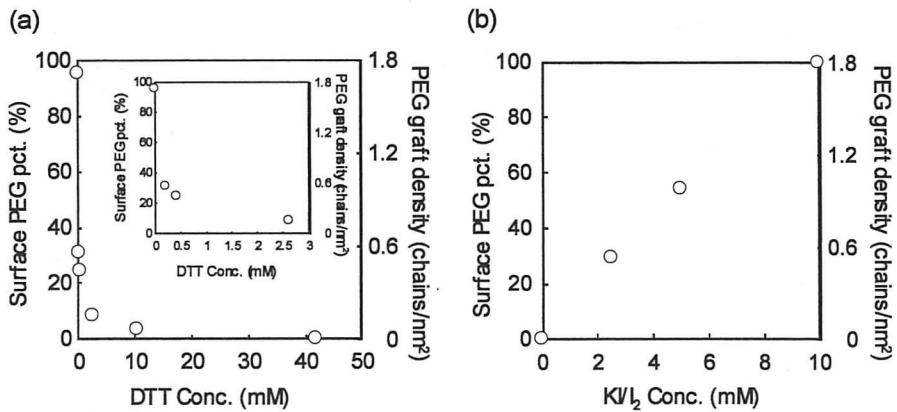 (a)
100
80
60
40
20
0
Surface PEG pct. (%)
0 10 20 30 40 50
DTT Conc. (mM)
1.8
1.2
0.6
0
PEG graft density (chains/nm²)
100
80
60
40
20
0
Surface PEG pct. (%)
0 0.5 1 1.5 2 2.5 3
DTT Conc. (mM)
1.8
1.2
0.6
0
PEG graft density (chains/nm²)
(b)
100
80
60
40
20
0
Surface PEG pct. (%)
0 2 4 6 8 10
KI/I₂ Conc. (mM)
1.8
1.2
0.6
0
PEG graft density (chains/nm²)